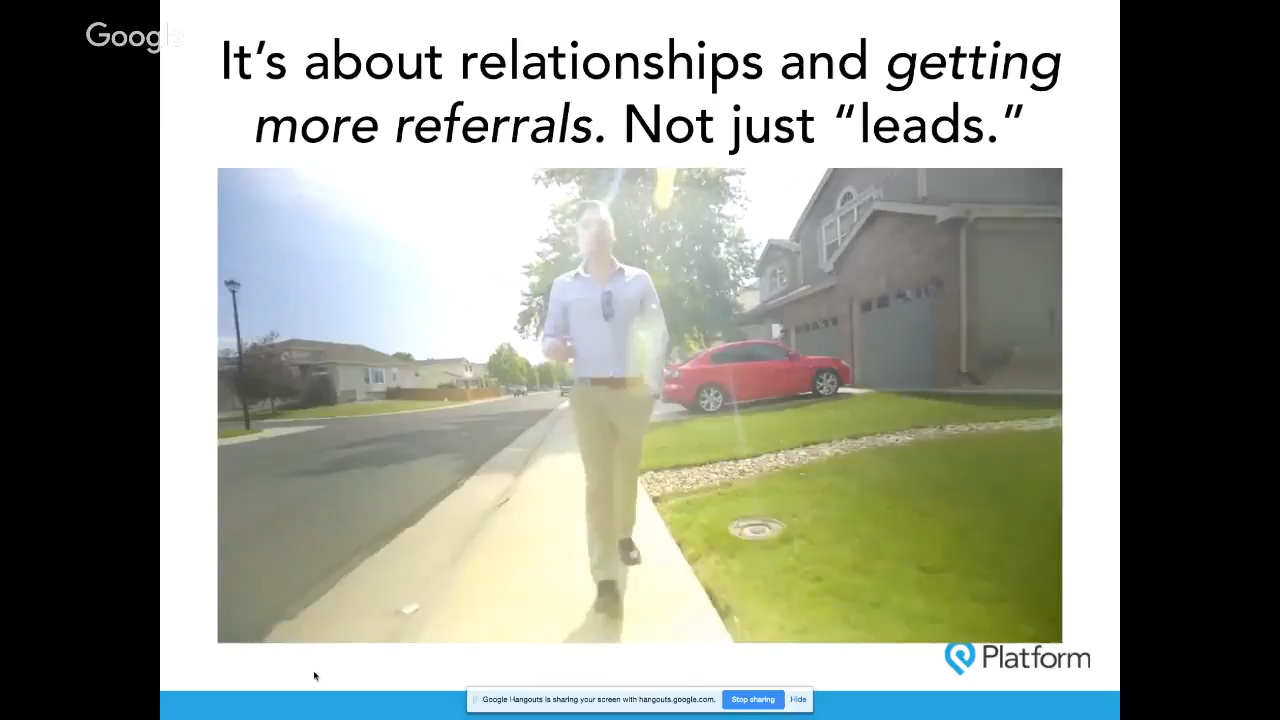 Google
It's about relationships and getting
more referrals. Not just “leads.”
Platform
Google Hangouts is sharing your screen with hangouts.google.com.
Stop sharing
Hide